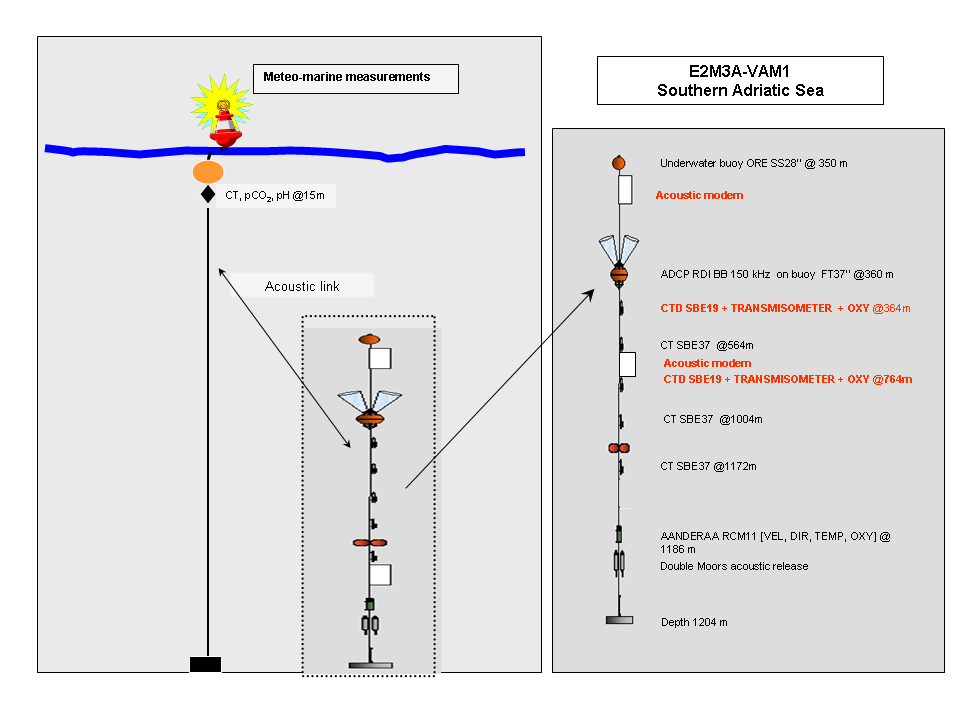 Meteo-marine measurements
CT, pCO₂, pH @15m
Acoustic link
E2M3A-VAM1
Southern Adriatic Sea
Underwater buoy ORE SS28'' @ 350 m
Acoustic modem
ADCP RDI BB 150 kHz on buoy FT37'' @360 m
CTD SBE19 + TRANSMISOMETER + OXY @364m
CT SBE37 @564m
Acoustic modem
CTD SBE19 + TRANSMISOMETER + OXY @764m
CT SBE37 @1004m
CT SBE37 @1172m
AANDERAA RCM11 [VEL, DIR, TEMP, OXY] @
1186 m
Double Moors acoustic release
Depth 1204 m